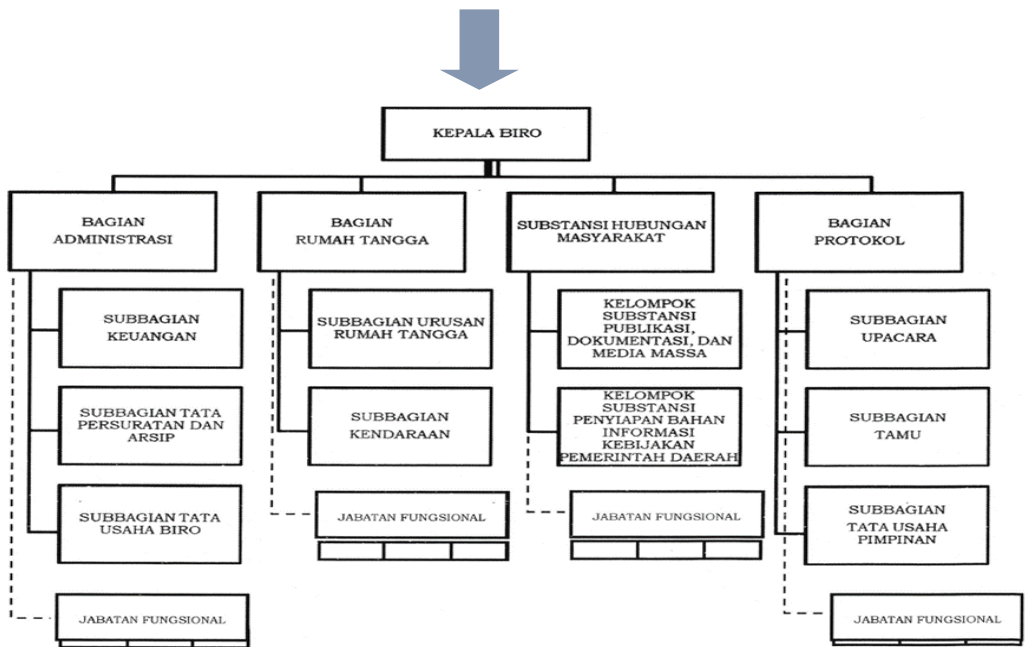 KEPALA BIRO
BAGIAN
ADMINISTRASI
SUBBAGIAN
KEUANGAN
SUBBAGIAN TATA
PERSURATAN DAN
ARSIP
SUBBAGIAN TATA
USAHA BIRO
JABATAN FUNGSIONAL
BAGIAN
RUMAH TANGGA
SUBBAGIAN URUSAN
RUMAH TANGGA
SUBBAGIAN
KENDARAAN
JABATAN FUNGSIONAL
SUBSTANSI HUBUNGAN
MASYARAKAT
KELOMPOK
SUBSTANSI
PUBLIKASI,
DOKUMENTASI, DAN
MEDIA MASSA
KELOMPOK
SUBSTANSI
PENYIAPAN BAHAN
INFORMASI
KEBIJAKAN
PEMERINTAH DAERAH
JABATAN FUNGSIONAL
BAGIAN
PROTOKOL
SUBBAGIAN
UPACARA
SUBBAGIAN
TAMU
SUBBAGIAN
TATA USAHA
PIMPINAN
JABATAN FUNGSIONAL